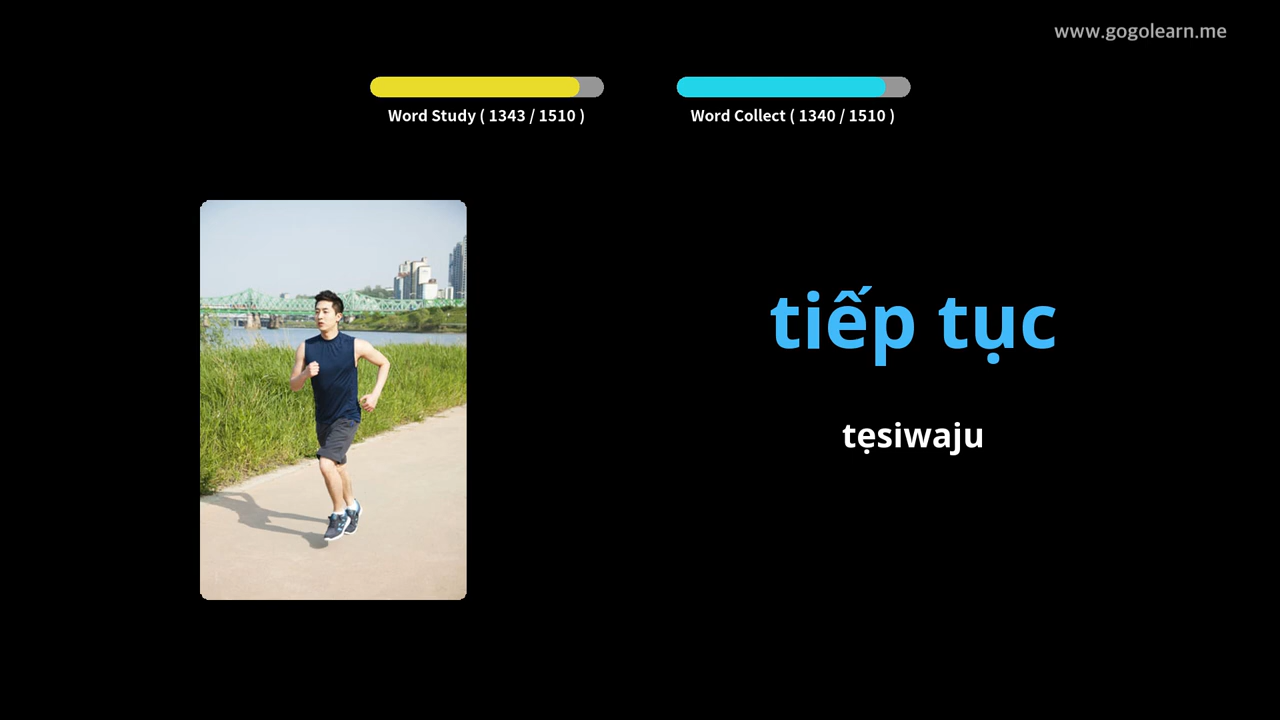 www.gogolearn.me
Word Study ( 1343 / 1510 )
Word Collect ( 1340 / 1510 )
tiếp tục
tẹsiwaju